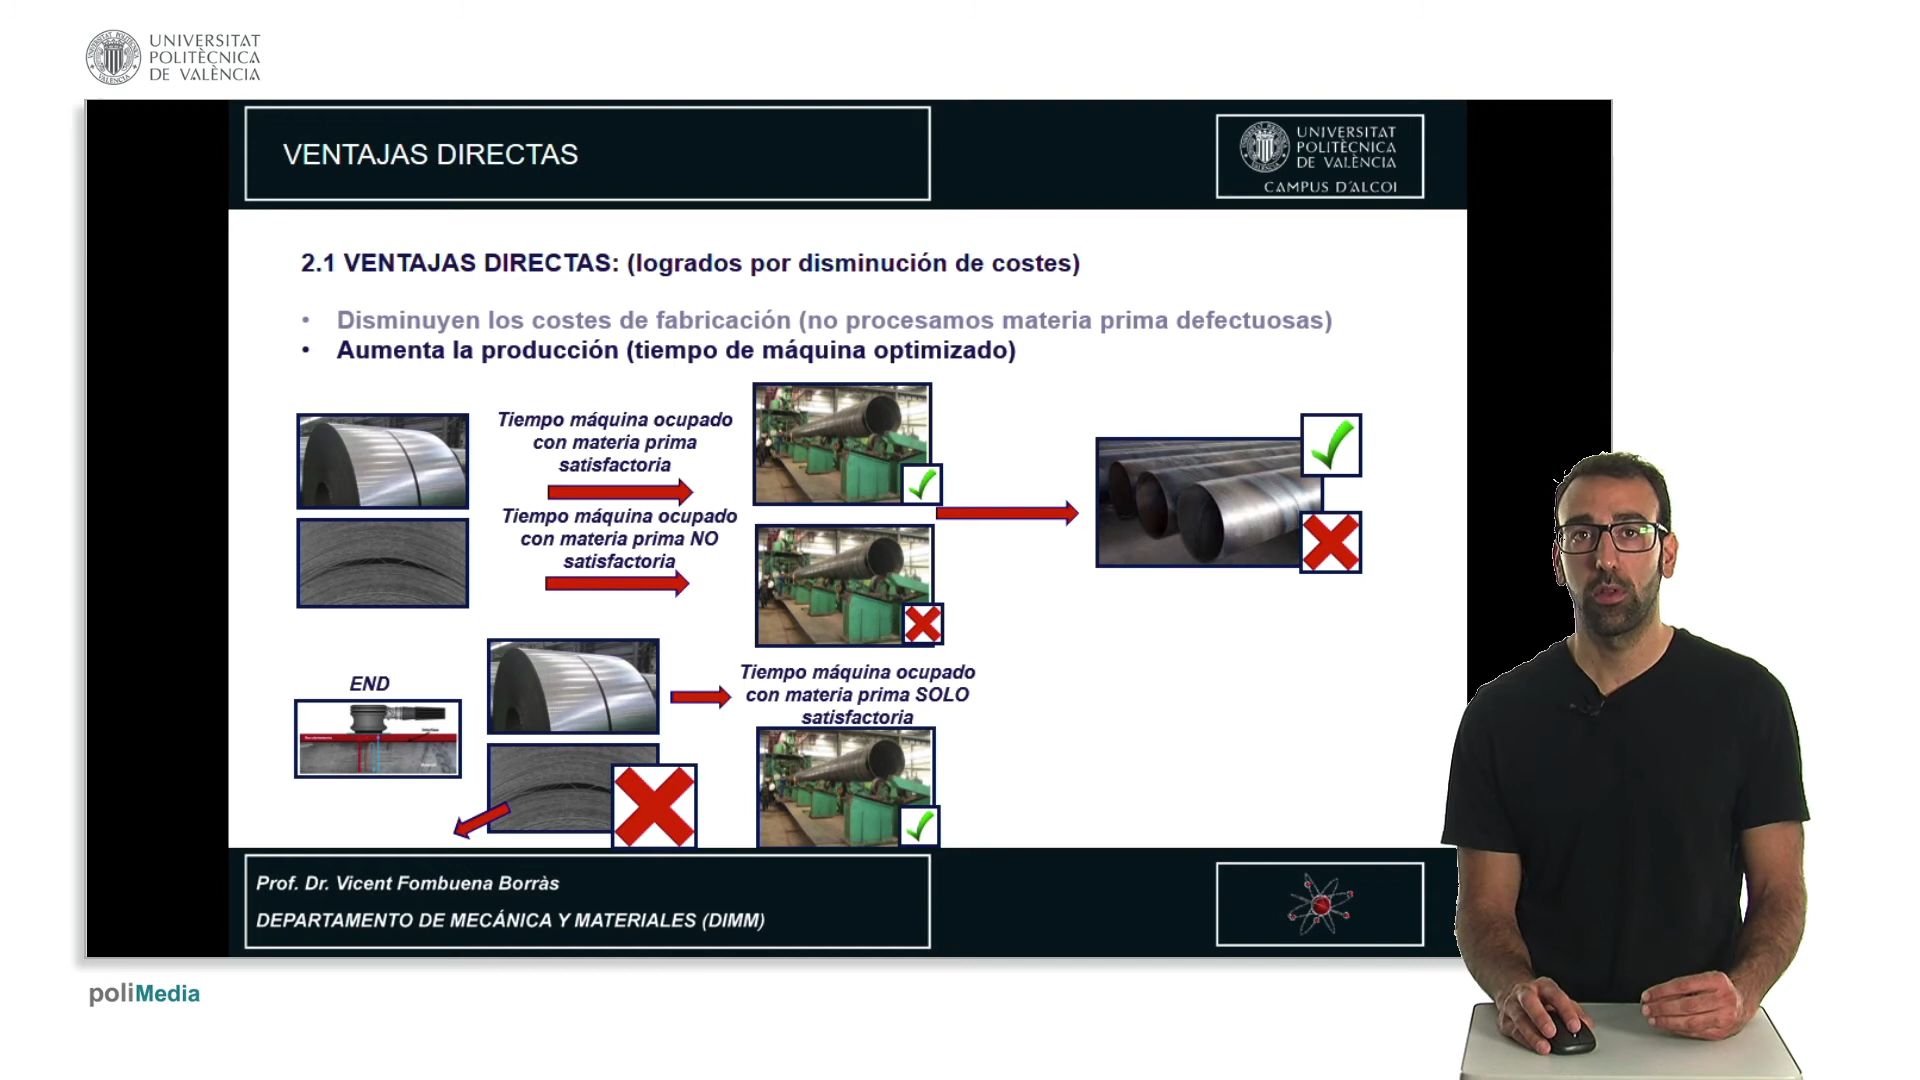 UNIVERSITAT
POLITÈCNICA
DE VALÈNCIA
VENTAJAS DIRECTAS
UNIVERSITAT
POLITÈCNICA
DE VALÈNCIA
CAMPUS D'ALCOI
2.1 VENTAJAS DIRECTAS: (logrados por disminución de costes)
• Disminuyen los costes de fabricación (no procesamos materia prima defectuosas)
• Aumenta la producción (tiempo de máquina optimizado)
Tiempo máquina ocupado
con materia prima
satisfactoria
Tiempo máquina ocupado
con materia prima NO
satisfactoria
END
Tiempo máquina ocupado
con materia prima SOLO
satisfactoria
Prof. Dr. Vicent Fombuena Borràs
DEPARTAMENTO DE MECÁNICA Y MATERIALES (DIMM)
poliMedia